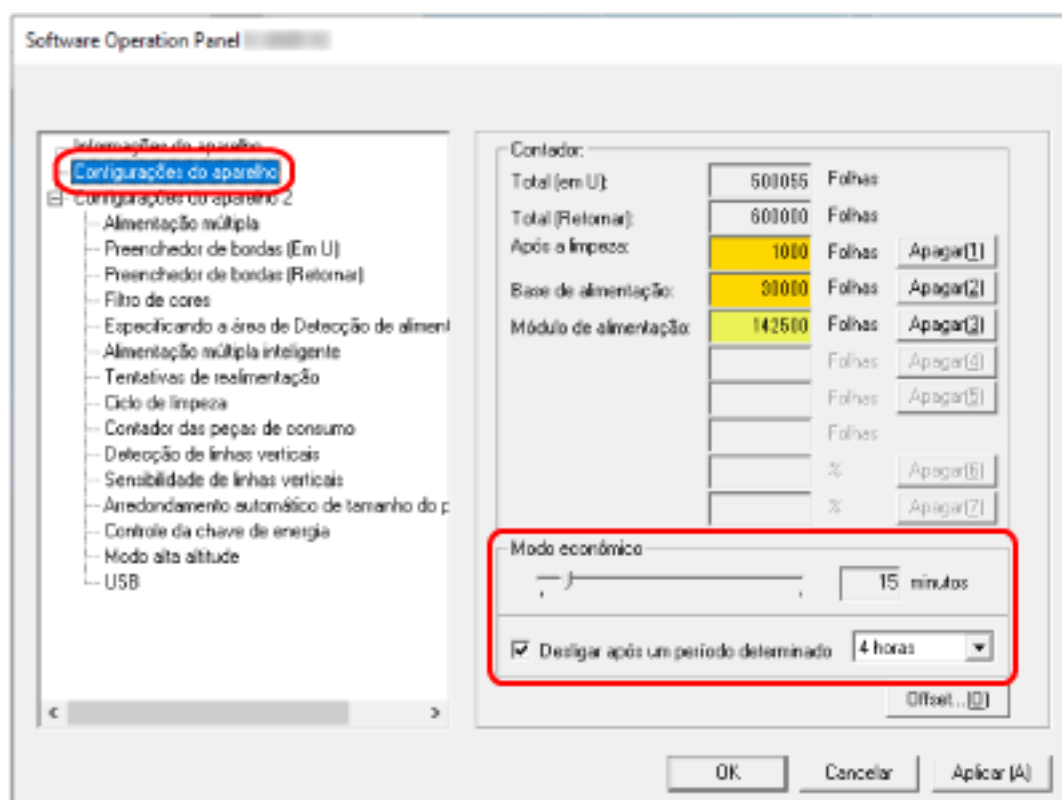 Software Operation Panel
Informações do aparelho
Configurações do aparelho
Configurações do aparelho 2
Alimentação múltipla
Preenchedor de bordas (Em U)
Preenchedor de bordas (Retornar)
Filtro de cores
Especificando a área de Detecção de aliment
Alimentação múltipla inteligente
Tentativas de realimentação
Ciclo de limpeza
Contador das peças de consumo
Detecção de linhas verticais
Sensibilidade de linhas verticais
Arredondamento automático de tamanho do p
Controle da chave de energia
Modo alta altitude
USB
Contador:
Total (em U): 500055 Folhas
Total (Retornar): 600000 Folhas
Após a limpeza: 1000 Folhas Apagar(1)
Base de alimentação: 30000 Folhas Apagar(2)
Módulo de alimentação: 142500 Folhas Apagar(3)
Folhas Apagar(4)
Folhas Apagar(5)
Folhas
% Apagar(6)
% Apagar(7)
Modo econômico
15 minutos
Desligar após um período determinado 4 horas
Offset...(O)
OK Cancelar Aplicar (A)